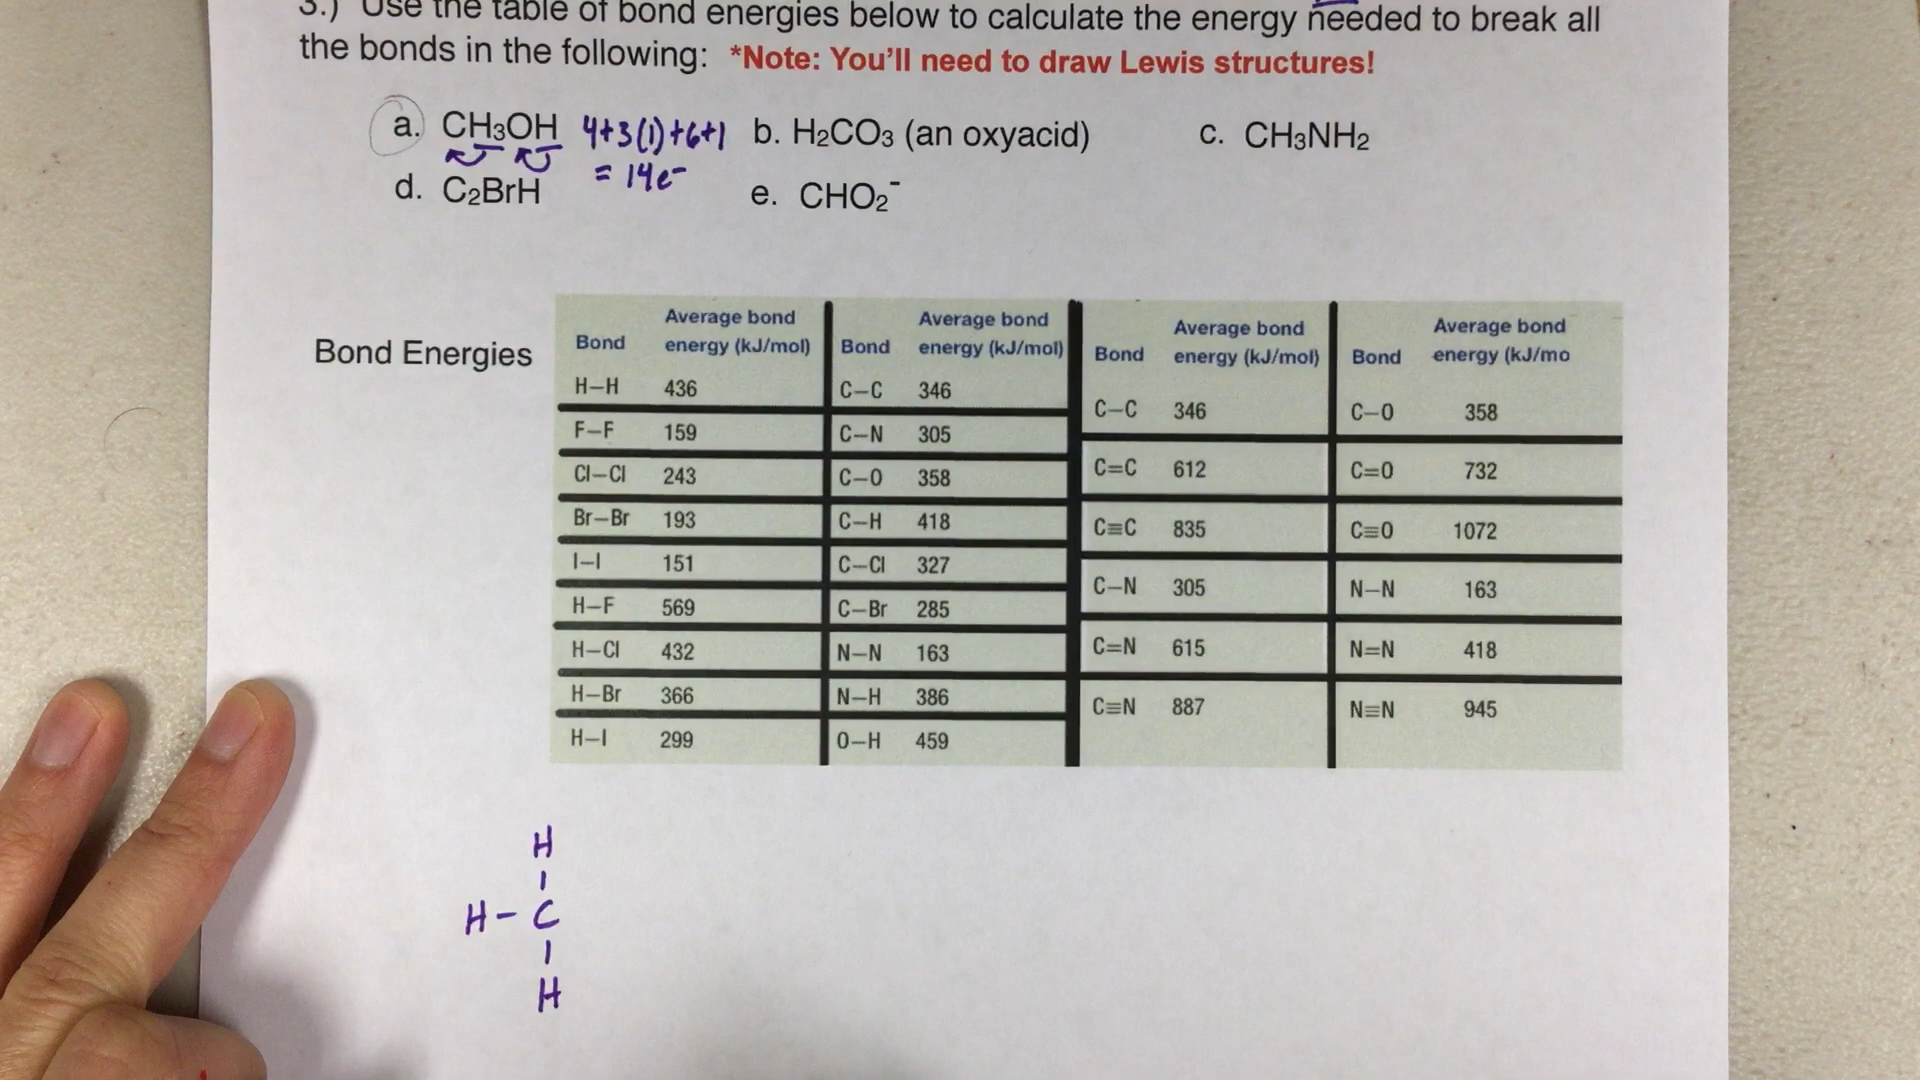 3.) Use the table of bond energies below to calculate the energy needed to break all
the bonds in the following: *Note: You'll need to draw Lewis structures!
a. CH₃OH 4+3(1)+6+1 b. H₂CO₃ (an oxyacid) c. CH₃NH₂
= 14e⁻
d. C₂BrH e. CHO₂⁻
Bond Energies
Bond Average bond energy (kJ/mol) Bond Average bond energy (kJ/mol)
H–H 436 C–C 346
F–F 159 C–N 305
Cl–Cl 243 C–O 358
Br–Br 193 C–H 418
I–I 151 C–Cl 327
H–F 569 C–Br 285
H–Cl 432 N–N 163
H–Br 366 N–H 386
H–I 299 O–H 459
Bond Average bond energy (kJ/mol) Bond Average bond energy (kJ/mo
C–C 346 C–O 358
C=C 612 C=O 732
C≡C 835 C≡O 1072
C–N 305 N–N 163
C=N 615 N=N 418
C≡N 887 N≡N 945
H
|
H – C
|
H